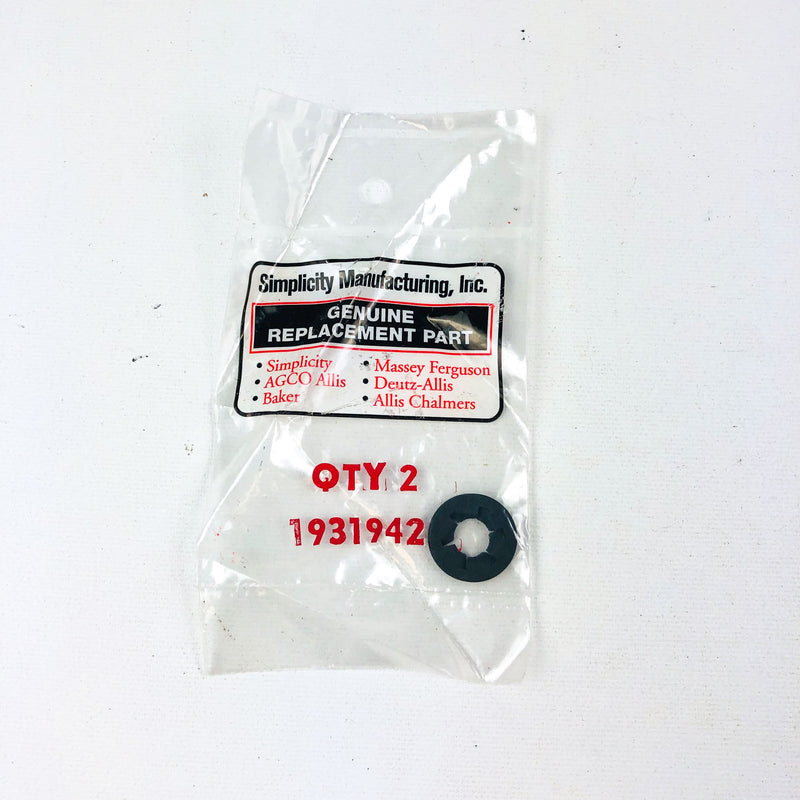 Simplicity Manufacturing, Inc.
GENUINE
REPLACEMENT PART
• Simplicity • Massey Ferguson
• AGCO Allis • Deutz-Allis
• Baker • Allis Chalmers
QTY 2
1931942